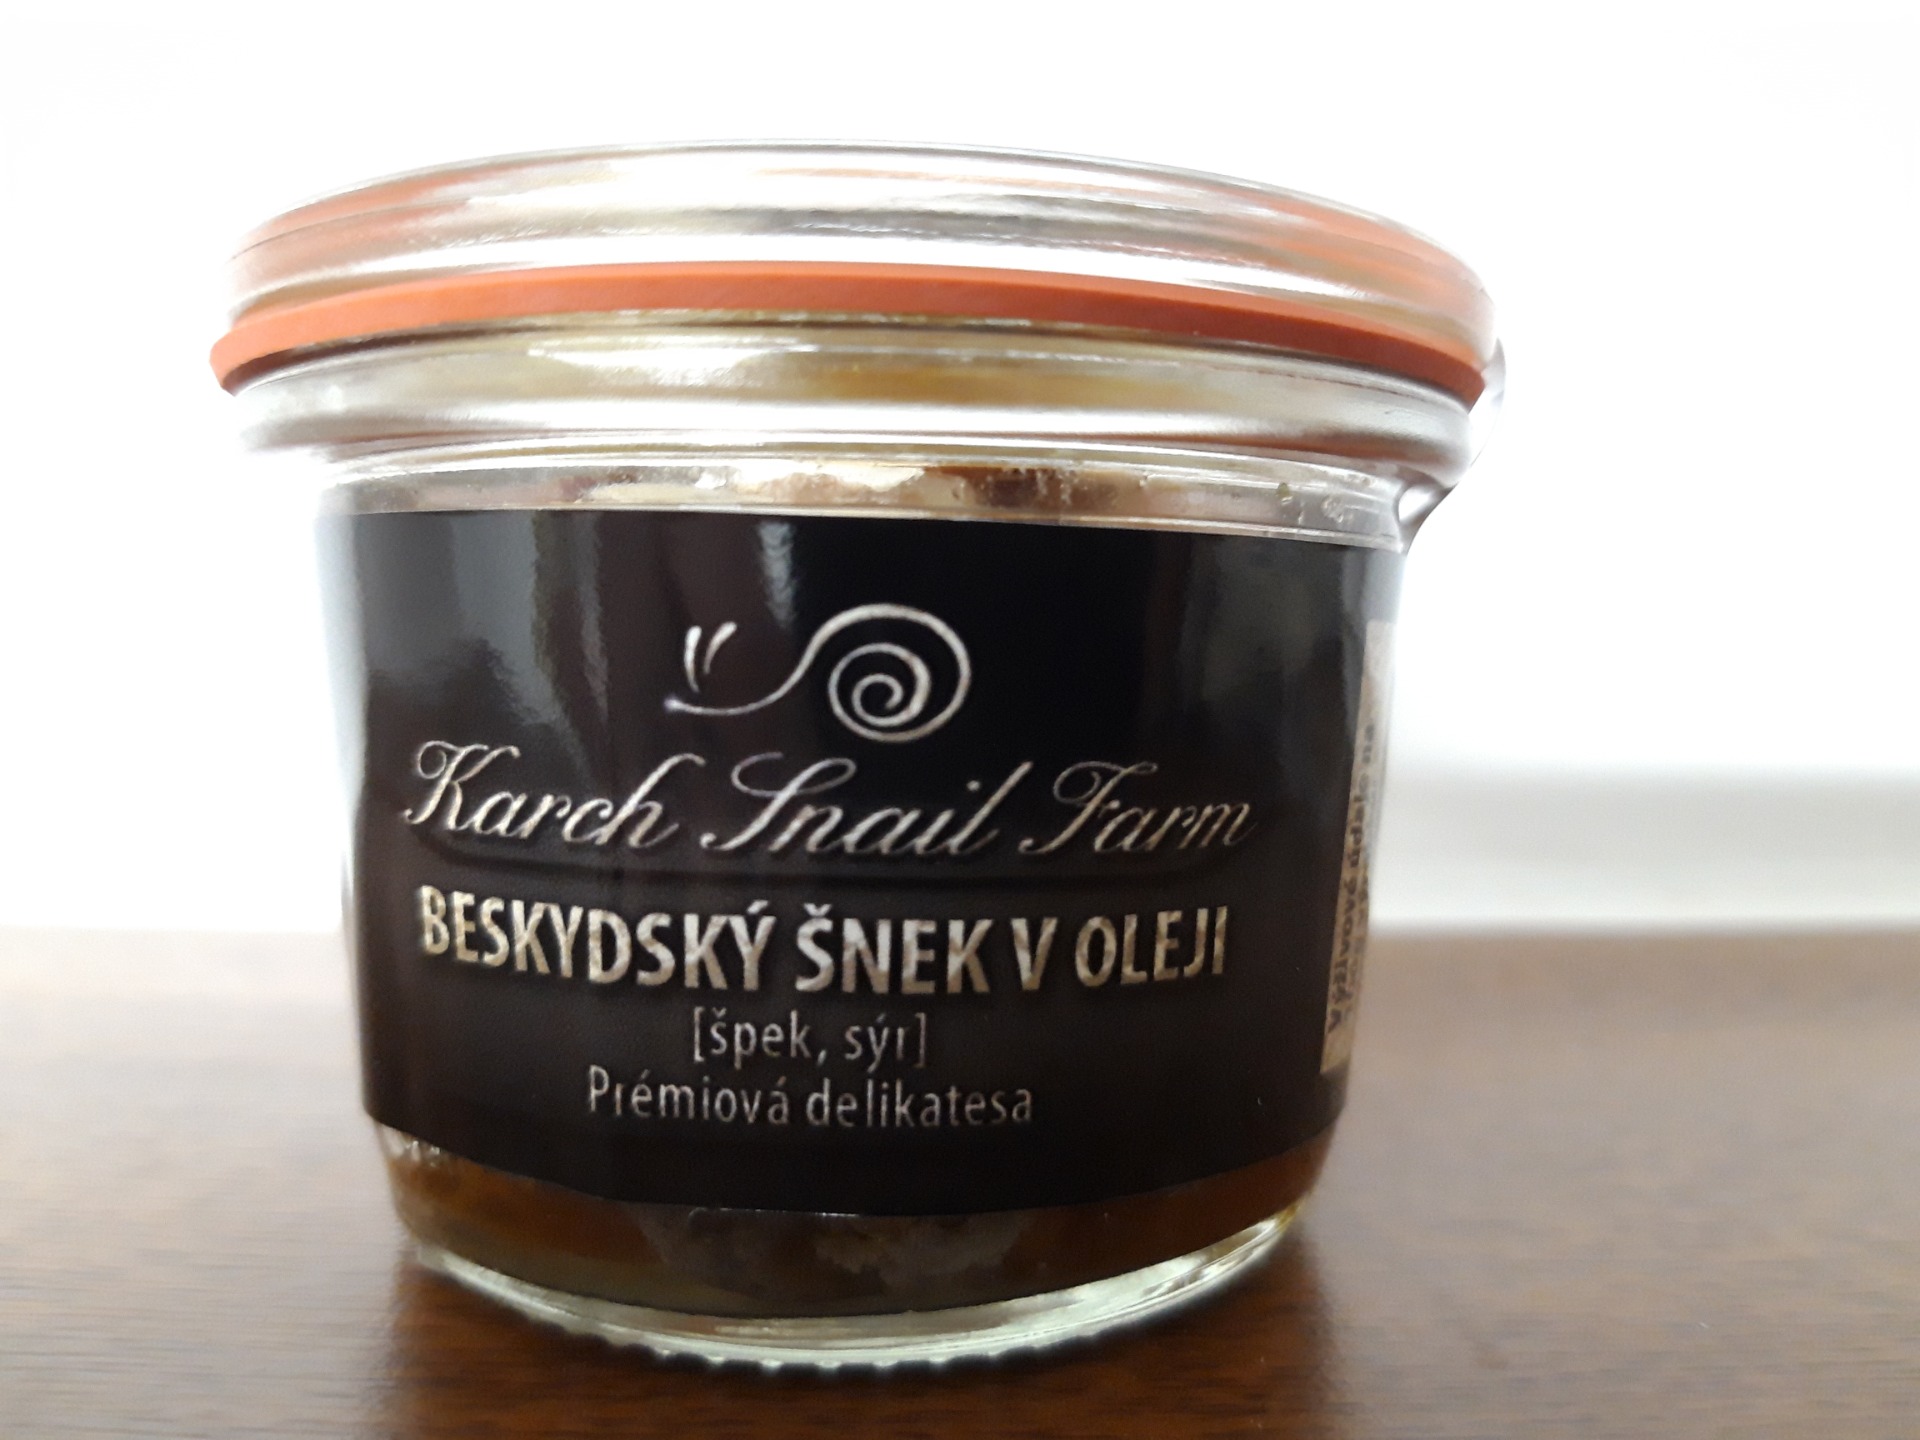 Karch Snail Farm
BESKYDSKÝ ŠNEK V OLEJI
[špek, sýr]
Prémiová delikatesa